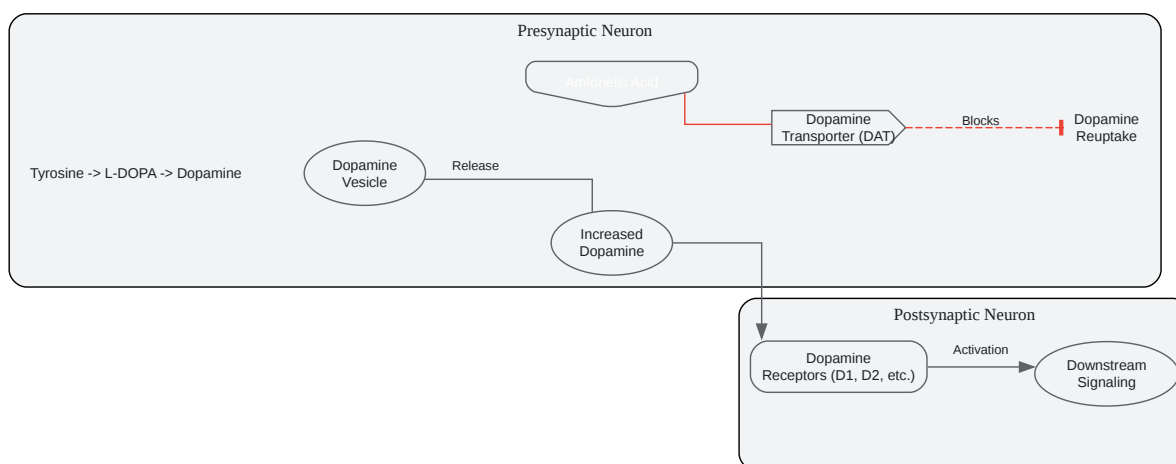 Presynaptic Neuron
Amfonelic Acid
Dopamine
Transporter (DAT)
Blocks
Dopamine
Reuptake
Tyrosine -> L-DOPA -> Dopamine
Dopamine
Vesicle
Release
Increased
Dopamine
Postsynaptic Neuron
Dopamine
Receptors (D1, D2, etc.)
Activation
Downstream
Signaling